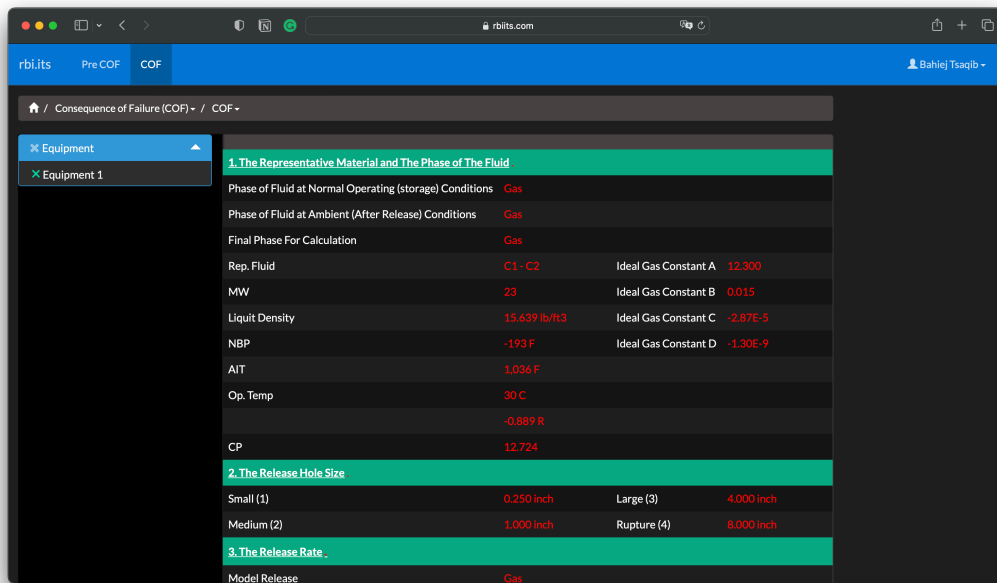 rbiits.com
rbi.its Pre COF COF Bahiej Tsaqib
/ Consequence of Failure (COF) / COF
Equipment
Equipment 1
1. The Representative Material and The Phase of The Fluid
Phase of Fluid at Normal Operating (storage) Conditions Gas
Phase of Fluid at Ambient (After Release) Conditions Gas
Final Phase For Calculation Gas
Rep. Fluid C1 - C2 Ideal Gas Constant A 12.300
MW 23 Ideal Gas Constant B 0.015
Liquit Density 15.639 lb/ft3 Ideal Gas Constant C -2.87E-5
NBP -193 F Ideal Gas Constant D -1.30E-9
AIT 1,036 F
Op. Temp 30 C
-0.889 R
CP 12.724
2. The Release Hole Size
Small (1) 0.250 inch Large (3) 4.000 inch
Medium (2) 1.000 inch Rupture (4) 8.000 inch
3. The Release Rate
Model Release Gas